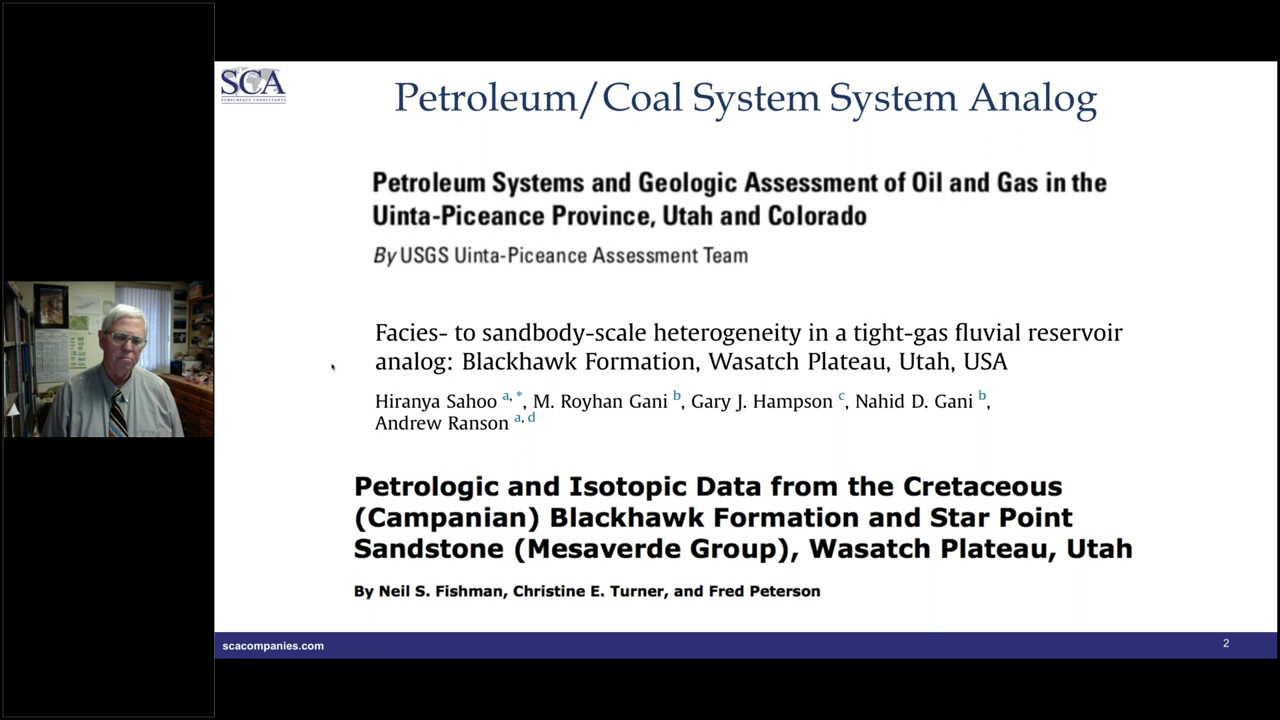 SCA
SUBSURFACE CONSULTANTS
Petroleum/Coal System System Analog
Petroleum Systems and Geologic Assessment of Oil and Gas in the
Uinta-Piceance Province, Utah and Colorado
By USGS Uinta-Piceance Assessment Team
Facies- to sandbody-scale heterogeneity in a tight-gas fluvial reservoir
analog: Blackhawk Formation, Wasatch Plateau, Utah, USA
Hiranya Sahoo a, *, M. Royhan Gani b, Gary J. Hampson c, Nahid D. Gani b,
Andrew Ranson a, d
Petrologic and Isotopic Data from the Cretaceous
(Campanian) Blackhawk Formation and Star Point
Sandstone (Mesaverde Group), Wasatch Plateau, Utah
By Neil S. Fishman, Christine E. Turner, and Fred Peterson
scacompanies.com
2